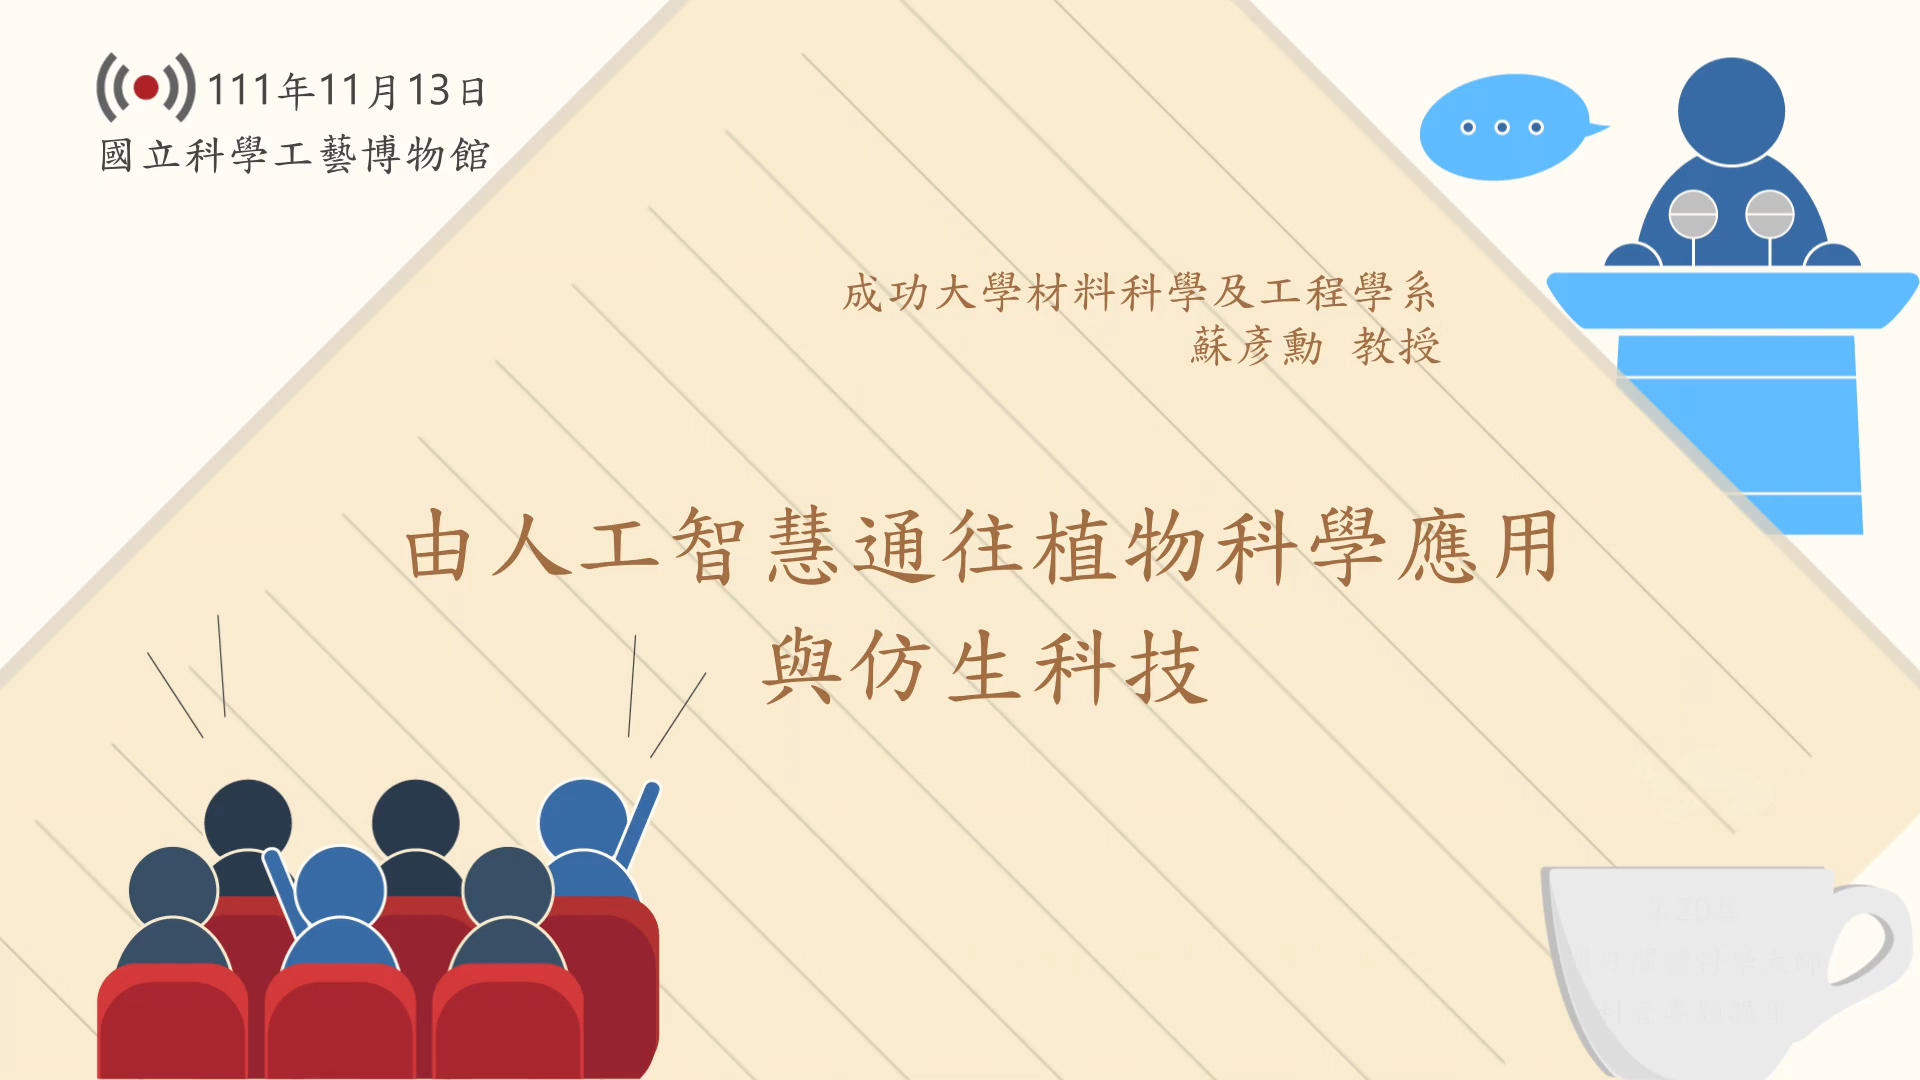 111年11月13日
國立科學工藝博物館
成功大學材料科學及工程學系
蘇彥勳 教授
由人工智慧通往植物科學應用
與仿生科技